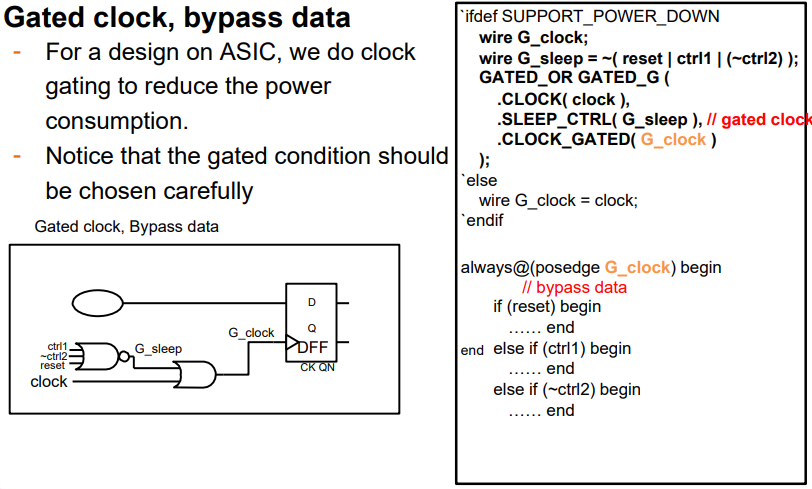 Gated clock, bypass data
- For a design on ASIC, we do clock
gating to reduce the power
consumption.
- Notice that the gated condition should
be chosen carefully
Gated clock, Bypass data
D
Q
DFF
CK QN
G_clock
G_sleep
ctrl1
~ctrl2
reset
clock
`ifdef SUPPORT_POWER_DOWN
wire G_clock;
wire G_sleep = ~( reset | ctrl1 | (~ctrl2) );
GATED_OR GATED_G (
.CLOCK( clock ),
.SLEEP_CTRL( G_sleep ), // gated clock
.CLOCK_GATED( G_clock )
);
`else
wire G_clock = clock;
`endif
always@(posedge G_clock) begin
// bypass data
if (reset) begin
…… end
end else if (ctrl1) begin
…… end
else if (~ctrl2) begin
…… end